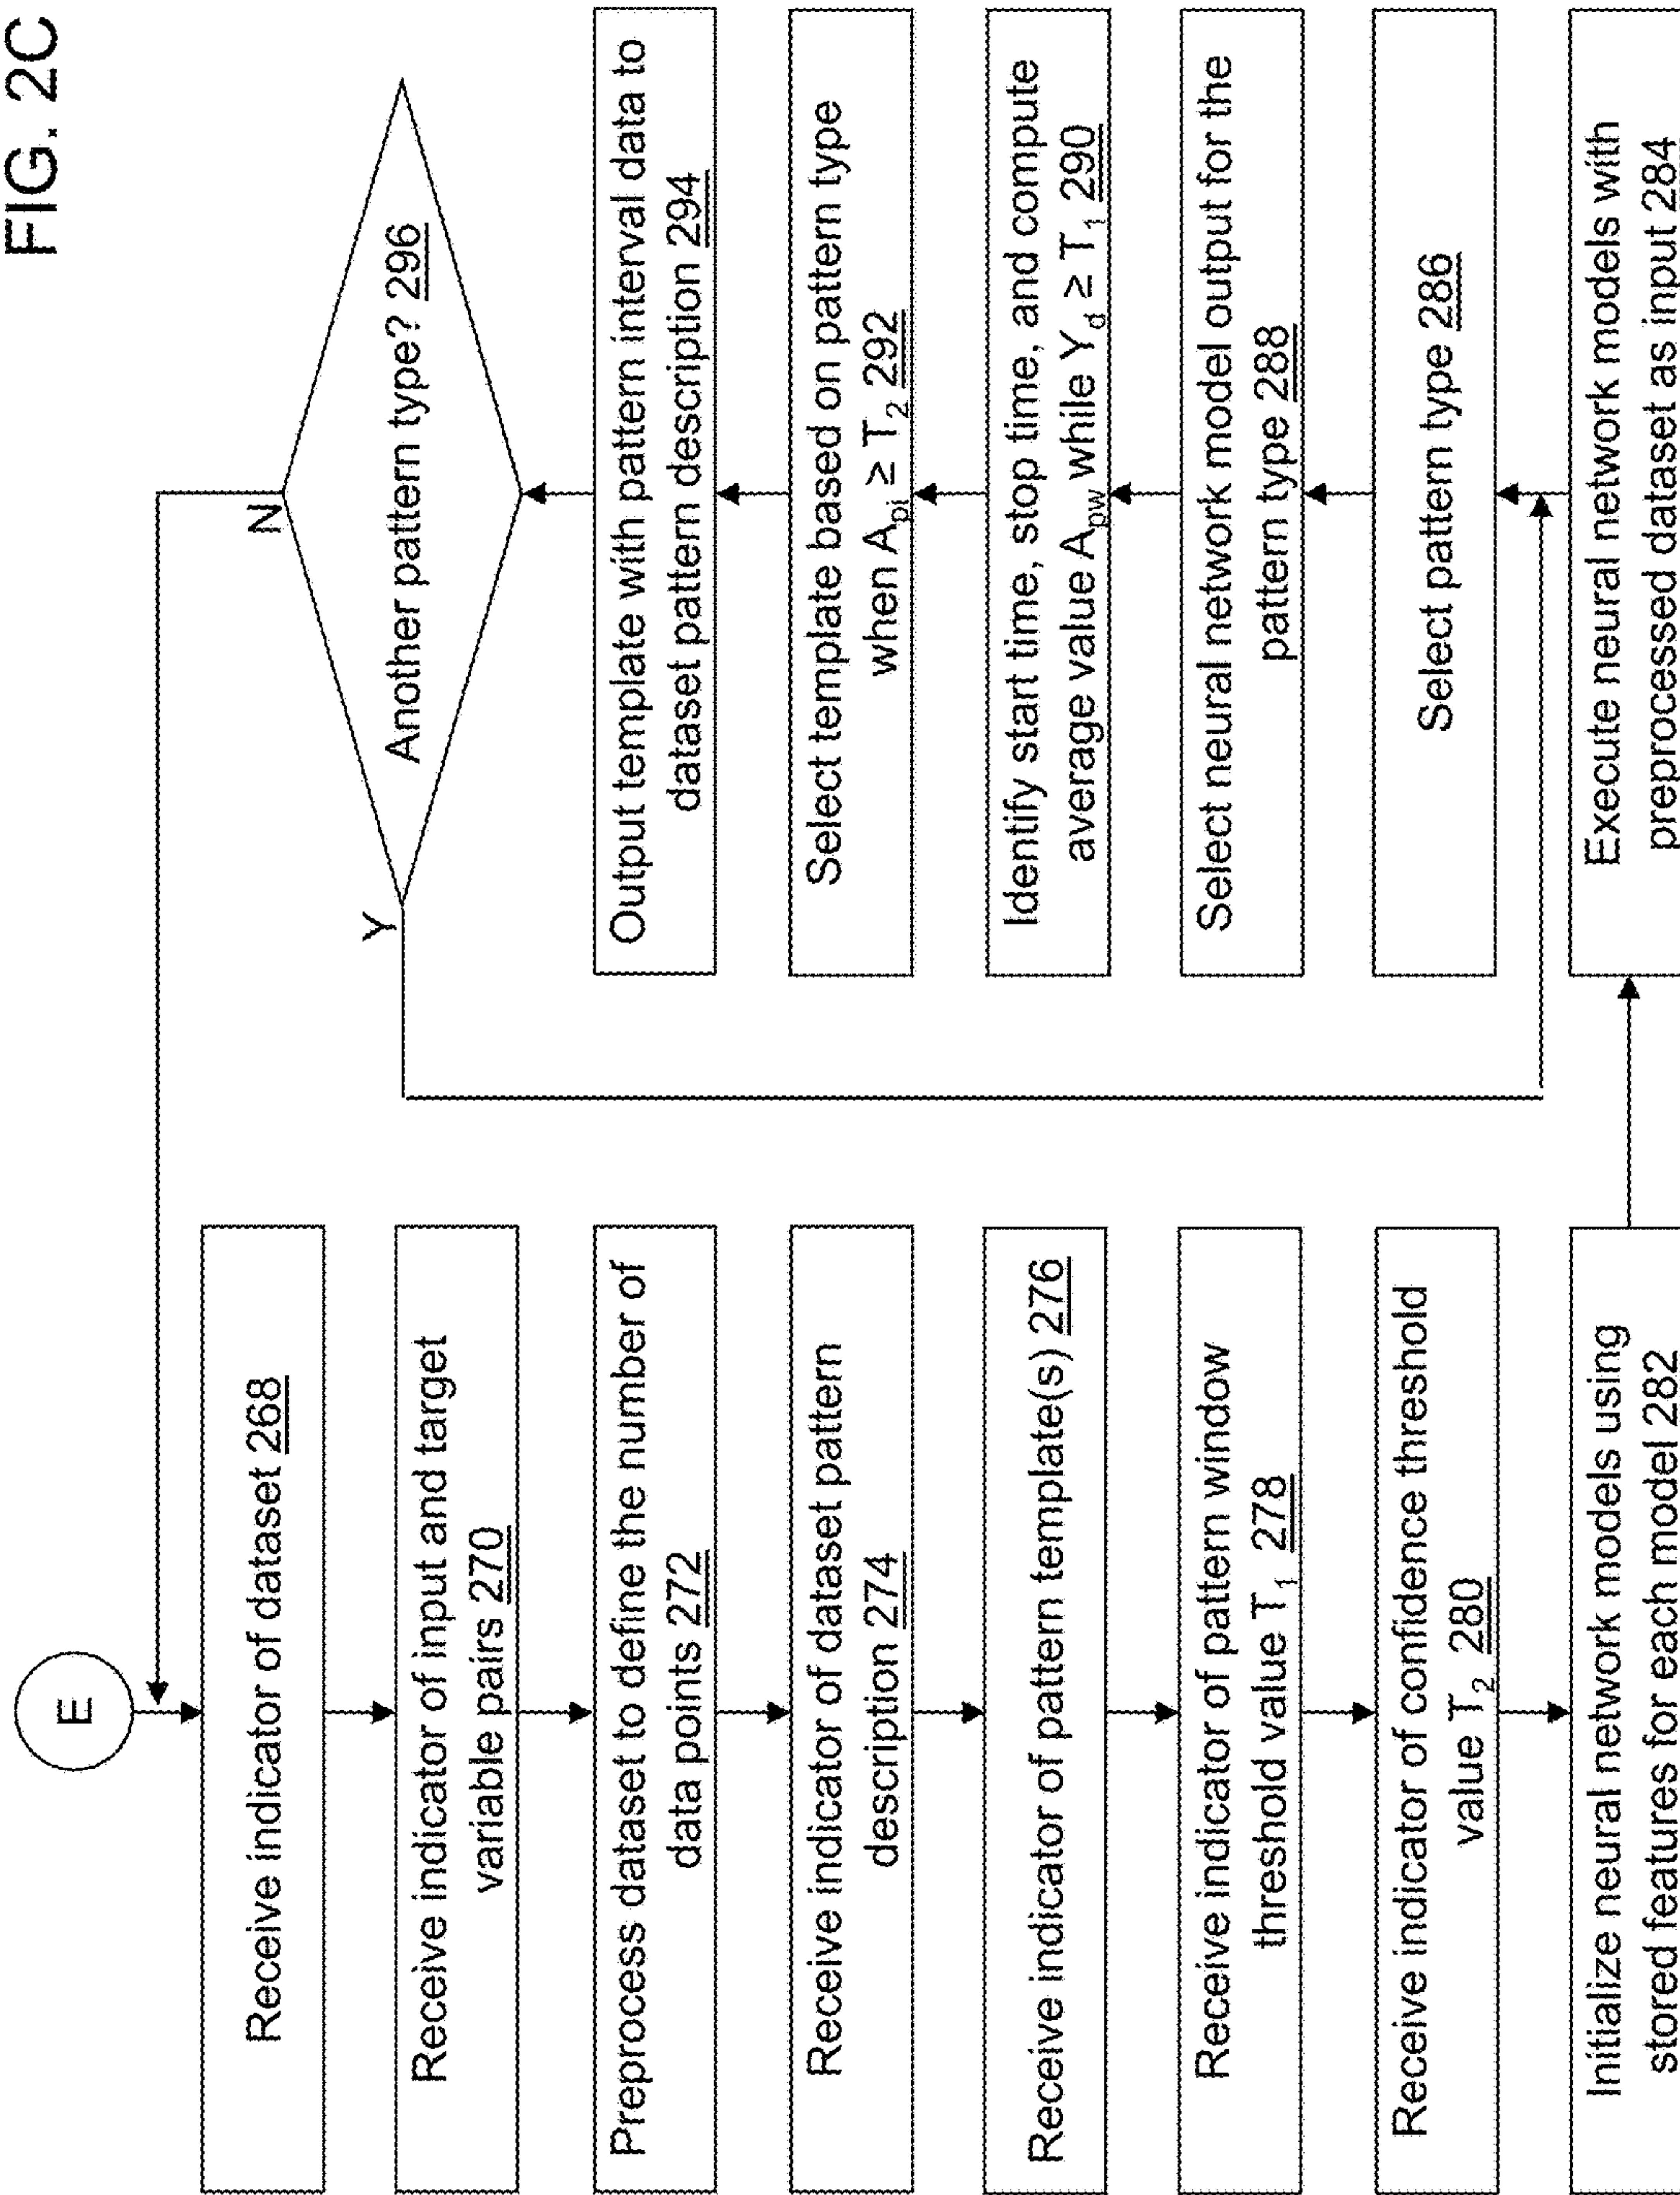 FIG. 2C
E
Receive indicator of dataset 268
Receive indicator of input and target
variable pairs 270
Preprocess dataset to define the number of
data points 272
Receive indicator of dataset pattern
description 274
Receive indicator of pattern template(s) 276
Receive indicator of pattern window
threshold value T₁ 278
Receive indicator of confidence threshold
value T₂ 280
Initialize neural network models using
stored features for each model 282
Execute neural network models with
preprocessed dataset as input 284
Select pattern type 286
Select neural network model output for the
pattern type 288
Identify start time, stop time, and compute
average value A_pw while Y_d ≥ T₁ 290
Select template based on pattern type
when A_pi ≥ T₂ 292
Output template with pattern interval data to
dataset pattern description 294
Another pattern type? 296
Y
N